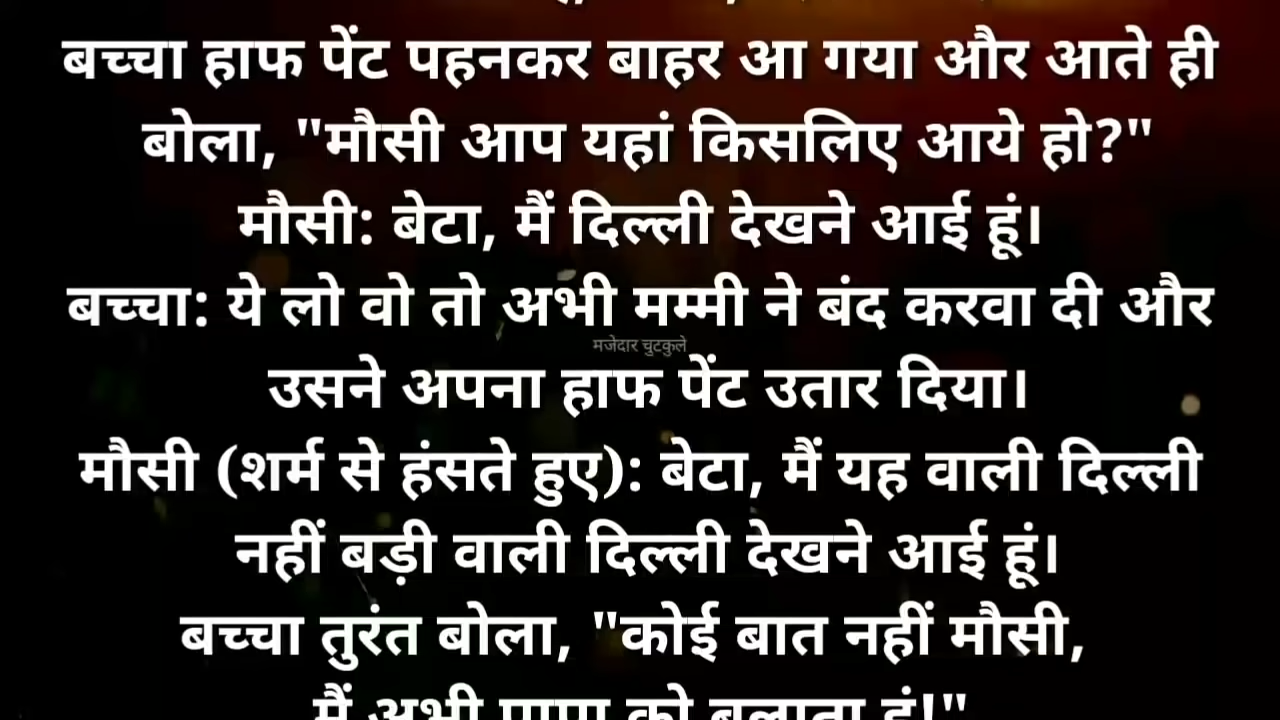 बच्चा हाफ पेंट पहनकर बाहर आ गया और आते ही
बोला, "मौसी आप यहां किसलिए आये हो?"
मौसी: बेटा, मैं दिल्ली देखने आई हूं।
बच्चा: ये लो वो तो अभी मम्मी ने बंद करवा दी और
मजेदार चुटकुले
उसने अपना हाफ पेंट उतार दिया।
मौसी (शर्म से हंसते हुए): बेटा, मैं यह वाली दिल्ली
नहीं बड़ी वाली दिल्ली देखने आई हूं।
बच्चा तुरंत बोला, "कोई बात नहीं मौसी,
मैं अभी पापा को बुलाता हूं!"